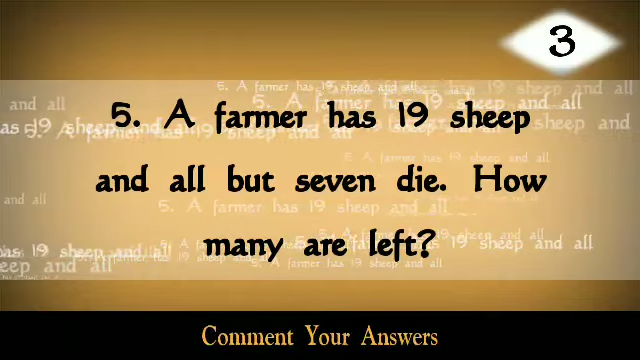 3
5. A farmer has 19 sheep
and all but seven die. How
many are left?
Comment Your Answers